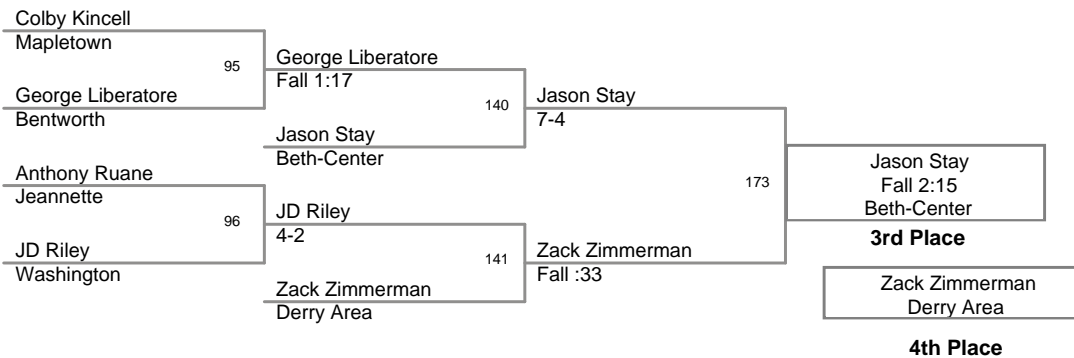 Colby Kincell
Mapletown
95
George Liberatore
Fall 1:17
George Liberatore
Bentworth
140
Jason Stay
7-4
Jason Stay
Beth-Center
Anthony Ruane
Jeannette
173
Jason Stay
Fall 2:15
Beth-Center
3rd Place
96
JD Riley
4-2
JD Riley
Washington
141
Zack Zimmerman
Fall :33
Zack Zimmerman
Derry Area
Zack Zimmerman
Derry Area
4th Place